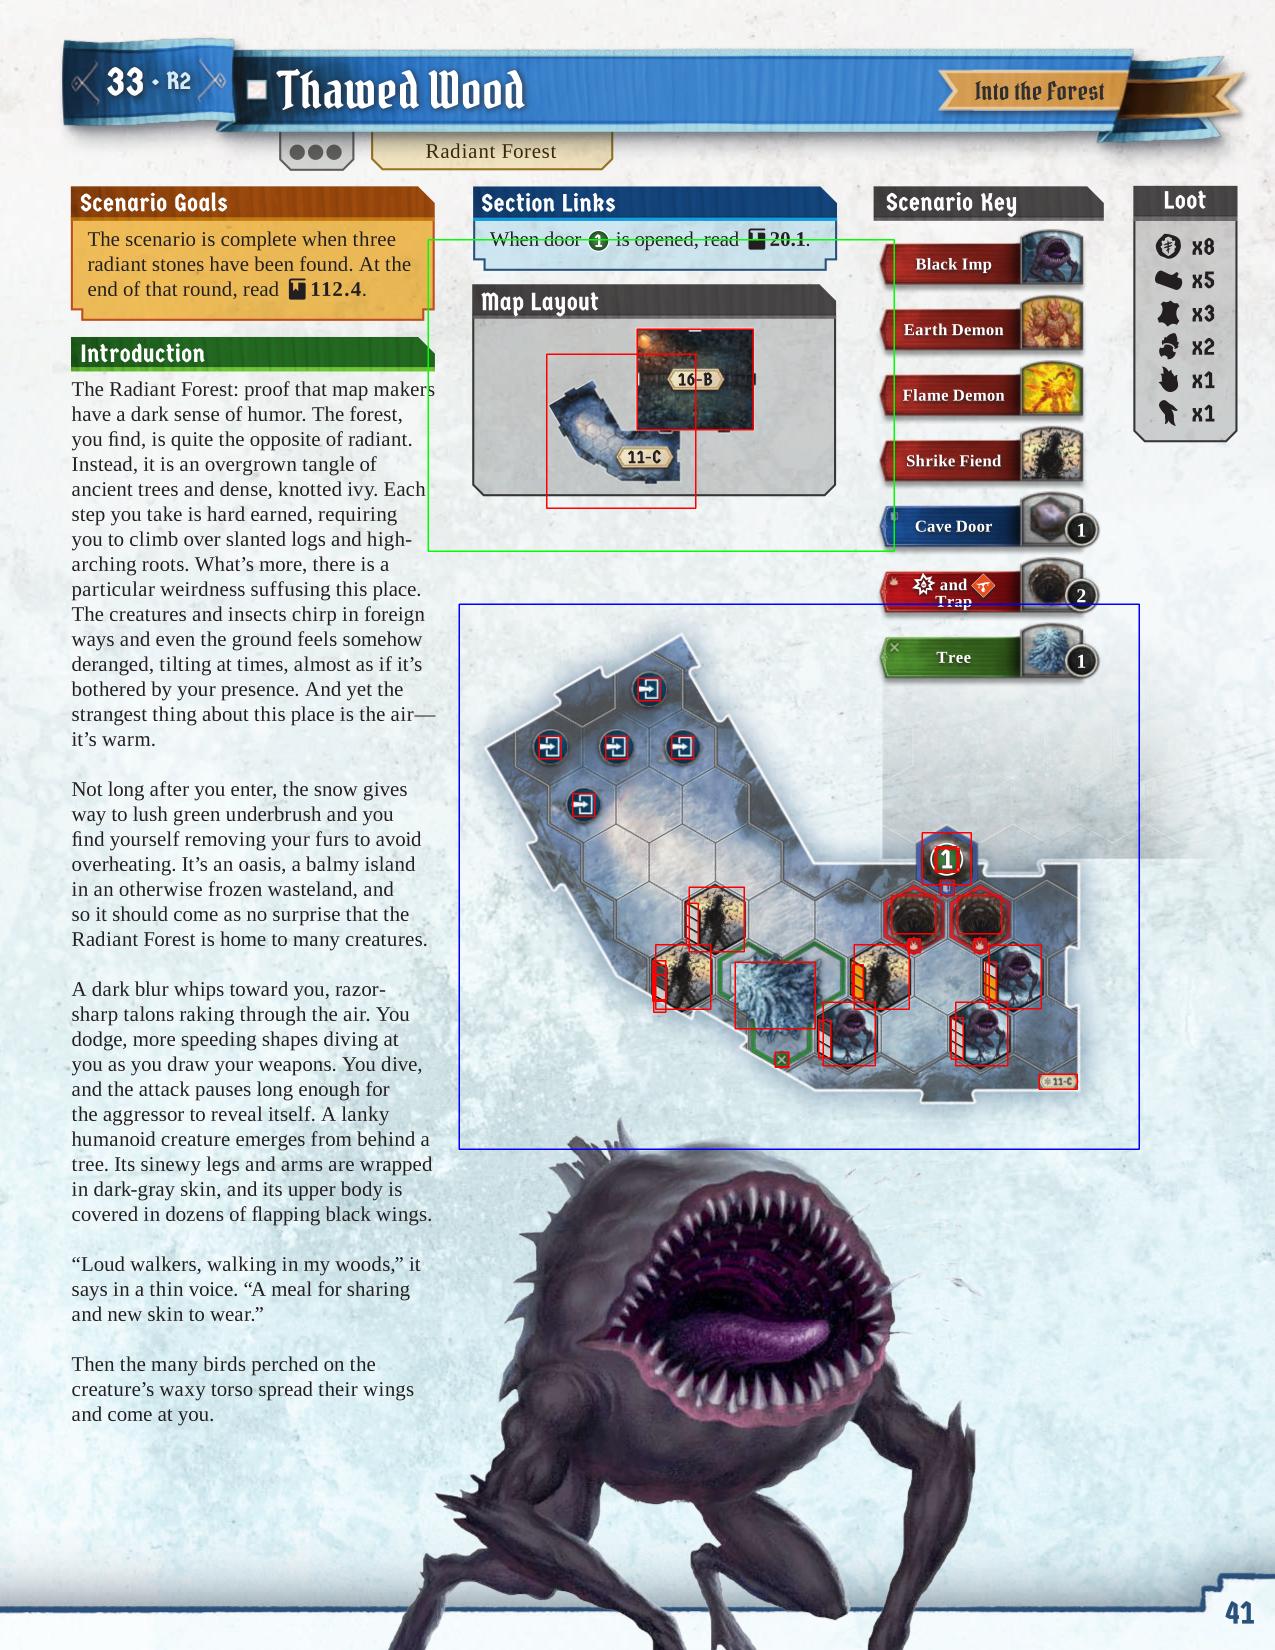 33 • R2
Thawed Wood
Into the Forest
Radiant Forest
Scenario Goals
The scenario is complete when three
radiant stones have been found. At the
end of that round, read 112.4.
Introduction
The Radiant Forest: proof that map makers
have a dark sense of humor. The forest,
you find, is quite the opposite of radiant.
Instead, it is an overgrown tangle of
ancient trees and dense, knotted ivy. Each
step you take is hard earned, requiring
you to climb over slanted logs and high-
arching roots. What’s more, there is a
particular weirdness suffusing this place.
The creatures and insects chirp in foreign
ways and even the ground feels somehow
deranged, tilting at times, almost as if it’s
bothered by your presence. And yet the
strangest thing about this place is the air—
it’s warm.
Not long after you enter, the snow gives
way to lush green underbrush and you
find yourself removing your furs to avoid
overheating. It’s an oasis, a balmy island
in an otherwise frozen wasteland, and
so it should come as no surprise that the
Radiant Forest is home to many creatures.
A dark blur whips toward you, razor-
sharp talons raking through the air. You
dodge, more speeding shapes diving at
you as you draw your weapons. You dive,
and the attack pauses long enough for
the aggressor to reveal itself. A lanky
humanoid creature emerges from behind a
tree. Its sinewy legs and arms are wrapped
in dark-gray skin, and its upper body is
covered in dozens of flapping black wings.
“Loud walkers, walking in my woods,” it
says in a thin voice. “A meal for sharing
and new skin to wear.”
Then the many birds perched on the
creature’s waxy torso spread their wings
and come at you.
Section Links
When door 1 is opened, read 20.1.
Map Layout
16-B
11-C
Scenario Key
Black Imp
Earth Demon
Flame Demon
Shrike Fiend
Cave Door
1
and
Trap
2
Tree
1
Loot
x8
x5
x3
x2
x1
x1
1
11-C
41